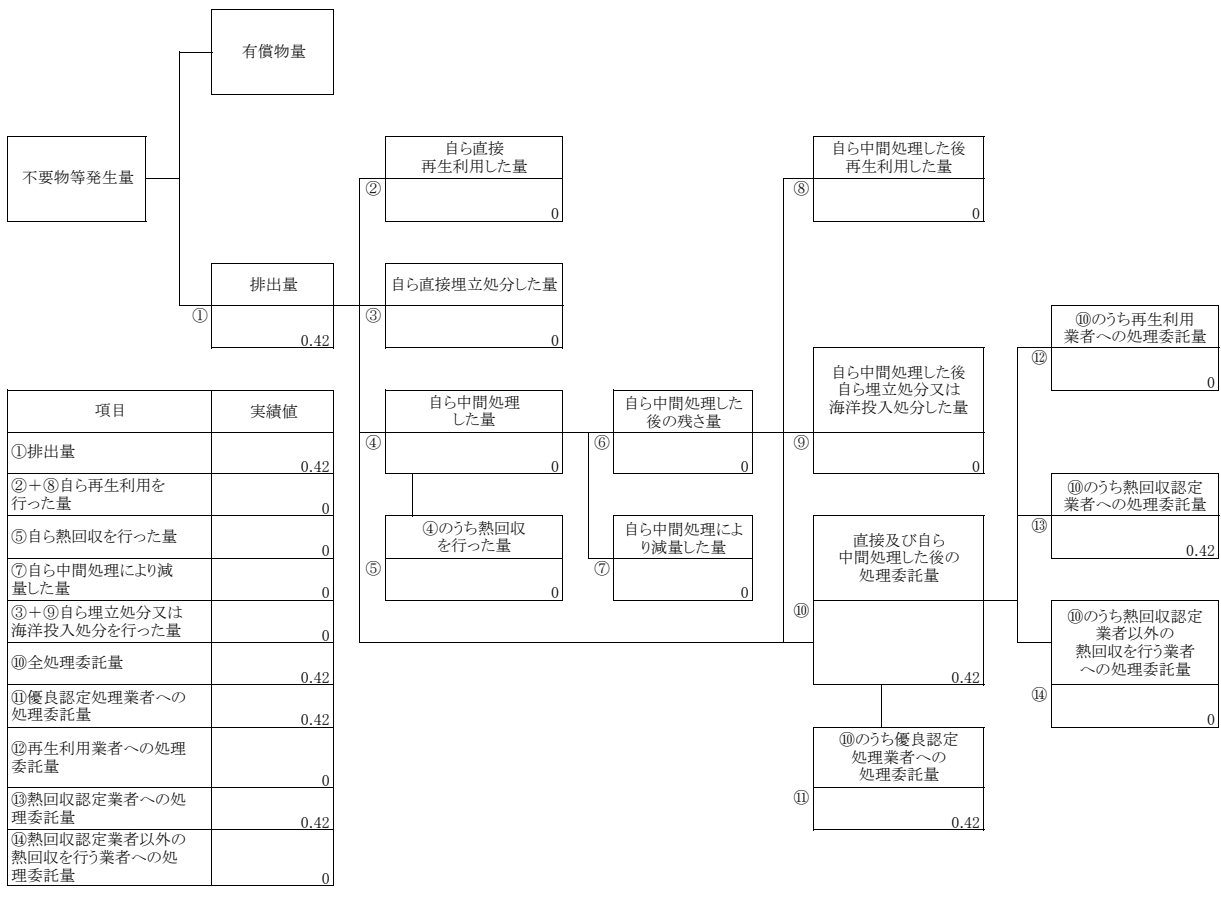 有償物量
不要物等発生量
排出量
①
0.42
自ら直接
再生利用した量
②
0
自ら直接埋立処分した量
③
0
自ら中間処理
した量
④
0
④のうち熱回収
を行った量
⑤
0
自ら中間処理した
後の残さ量
⑥
0
自ら中間処理によ
り減量した量
⑦
0
自ら中間処理した後
再生利用した量
⑧
0
自ら中間処理した後
自ら埋立処分又は
海洋投入処分した量
⑨
0
直接及び自ら
中間処理した後の
処理委託量
⑩
0.42
⑩のうち優良認定
処理業者への
処理委託量
⑪
0.42
⑩のうち再生利用
業者への処理委託量
⑫
0
⑩のうち熱回収認定
業者への処理委託量
⑬
0.42
⑩のうち熱回収認定
業者以外の
熱回収を行う業者
への処理委託量
⑭
0
項目 実績値
①排出量
0.42
②+⑧自ら再生利用を
行った量
0
⑤自ら熱回収を行った量
0
⑦自ら中間処理により減
量した量
0
③+⑨自ら埋立処分又は
海洋投入処分を行った量
0
⑩全処理委託量
0.42
⑪優良認定処理業者への
処理委託量
0.42
⑫再生利用業者への処理
委託量
0
⑬熱回収認定業者への処
理委託量
0.42
⑭熱回収認定業者以外の
熱回収を行う業者への処
理委託量
0